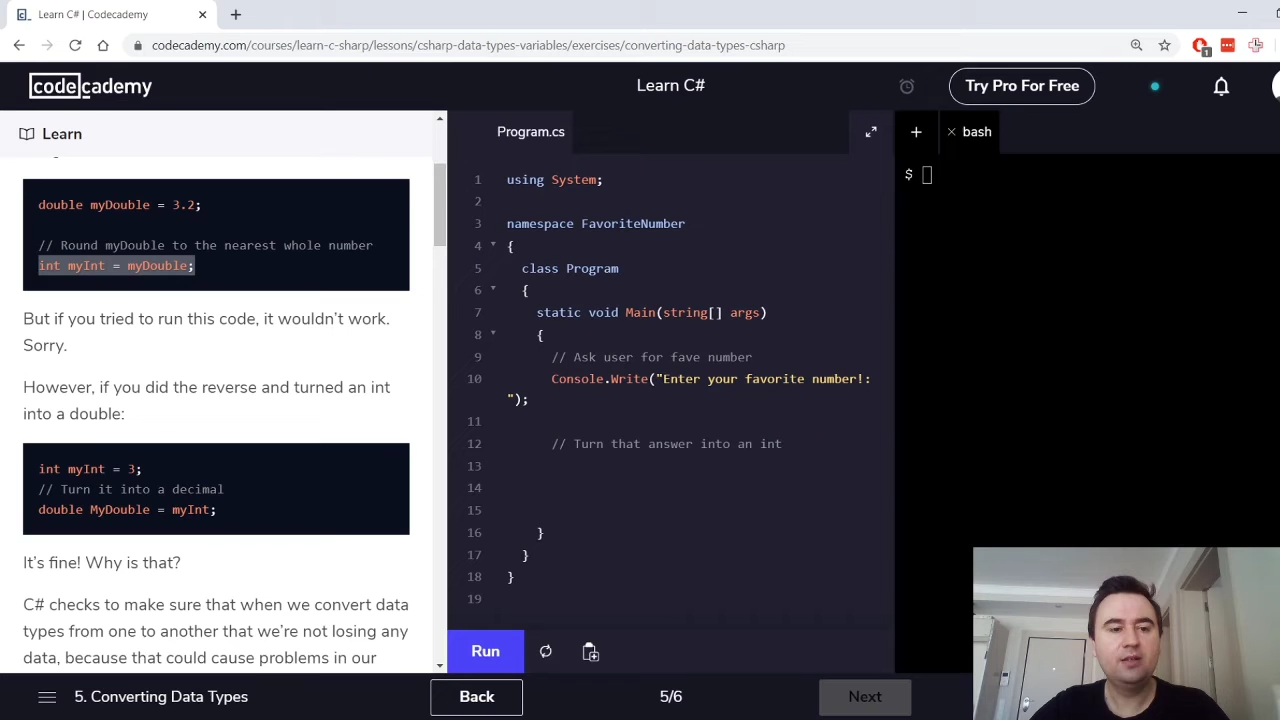 Learn C# | Codecademy
codecademy.com/courses/learn-c-sharp/lessons/csharp-data-types-variables/exercises/converting-data-types-csharp
1
codecademy
Learn C#
Try Pro For Free
Learn
double myDouble = 3.2;
// Round myDouble to the nearest whole number
int myInt = myDouble;
But if you tried to run this code, it wouldn’t work.
Sorry.
However, if you did the reverse and turned an int
into a double:
int myInt = 3;
// Turn it into a decimal
double MyDouble = myInt;
It’s fine! Why is that?
C# checks to make sure that when we convert data
types from one to another that we’re not losing any
data, because that could cause problems in our
Program.cs
1 using System;
2
3 namespace FavoriteNumber
4 {
5 class Program
6 {
7 static void Main(string[] args)
8 {
9 // Ask user for fave number
10 Console.Write("Enter your favorite number!:
");
11
12 // Turn that answer into an int
13
14
15
16 }
17 }
18 }
19
bash
$
Run
5. Converting Data Types
Back
5/6
Next